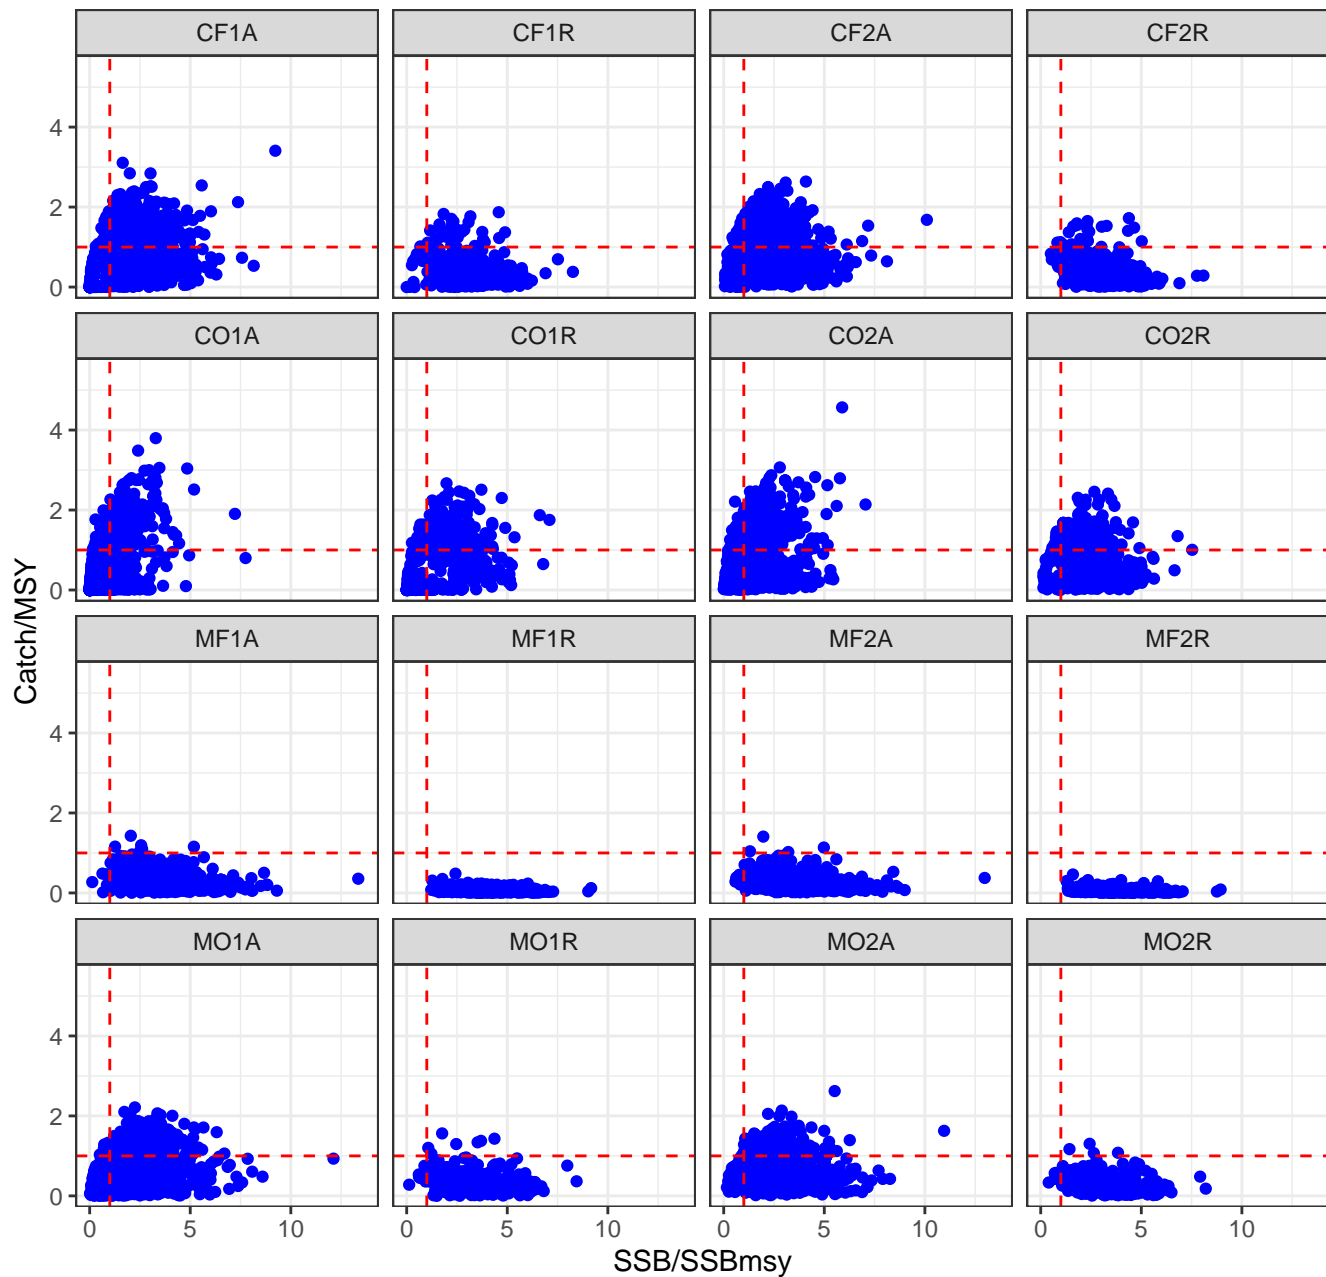 CF1A CF1R CF2A CF2R
4
2
0
CO1A CO1R CO2A CO2R
4
2
0
MF1A MF1R MF2A MF2R
4
2
0
MO1A MO1R MO2A MO2R
4
2
0
0 5 10 0 5 10 0 5 10 0 5 10
SSB/SSBmsy
Catch/MSY